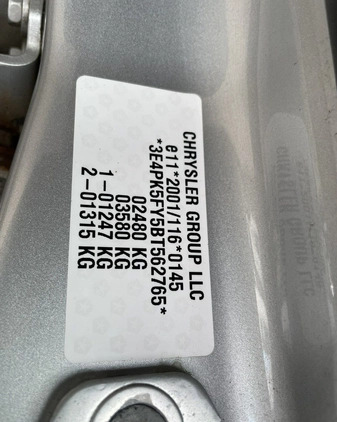 CHRYSLER GROUP LLC
e11*2001/116*0145
*3E4PK5FY5BT562765*
02480 KG
03580 KG
1-01247 KG
2-01315 KG